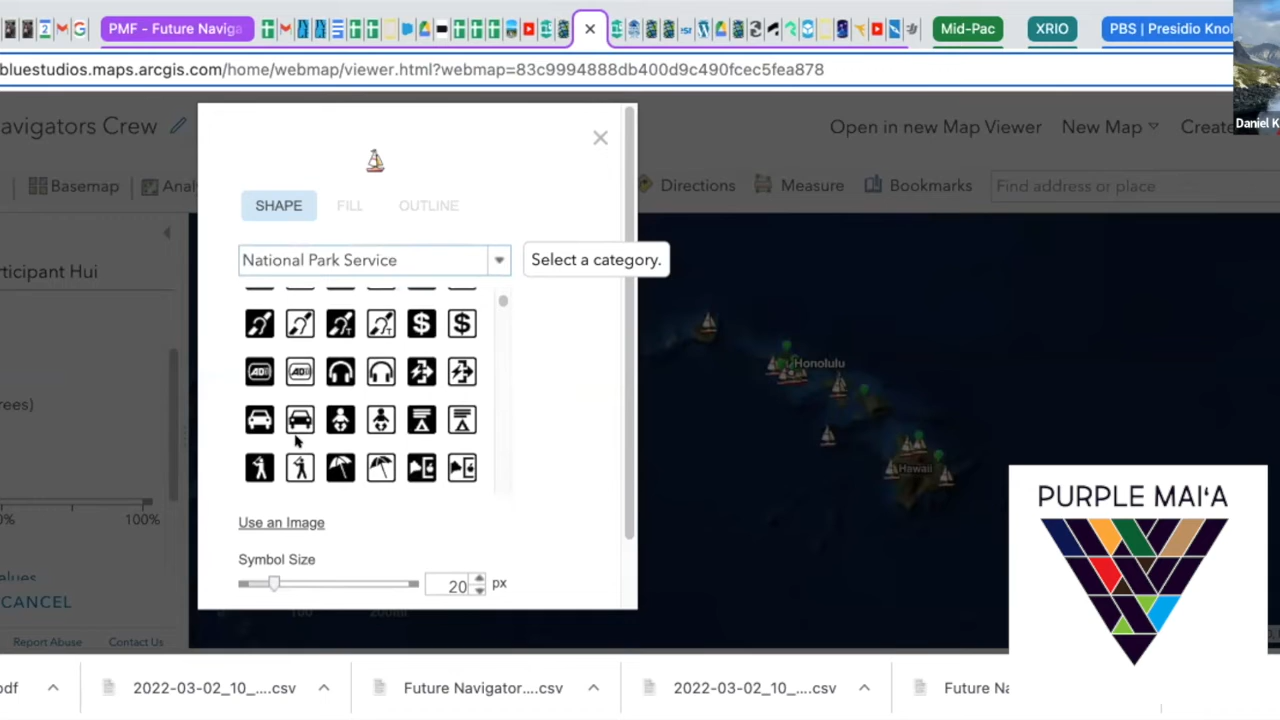 PMF - Future Naviga
Mid-Pac
XRIO
PBS | Presidio Knol
bluestudios.maps.arcgis.com/home/webmap/viewer.html?webmap=83c9994888db400d9c490fcec5fea878
Daniel K
avigators Crew
Open in new Map Viewer
New Map
Create
Basemap
Anal
Directions
Measure
Bookmarks
Find address or place
SHAPE
FILL
OUTLINE
National Park Service
Select a category.
rticipant Hui
Honolulu
Hawaii
rees)
0%
100%
Use an Image
Symbol Size
20
px
alues
CANCEL
Report Abuse
Contact Us
PURPLE MAIʻA
odf
2022-03-02_10_....csv
Future Navigator....csv
2022-03-02_10_....csv
Future Na